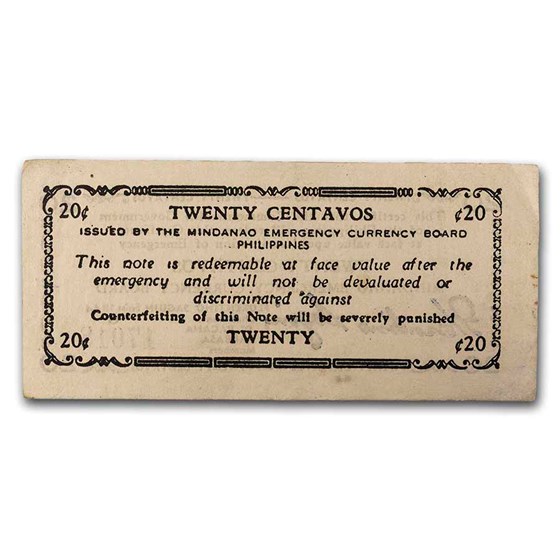 20¢ TWENTY CENTAVOS ¢20
ISSUED BY THE MINDANAO EMERGENCY CURRENCY BOARD
PHILIPPINES
This note is redeemable at face value after the
emergency and will not be devaluated or
discriminated against
Counterfeiting of this Note will be severely punished
20¢ TWENTY ¢20